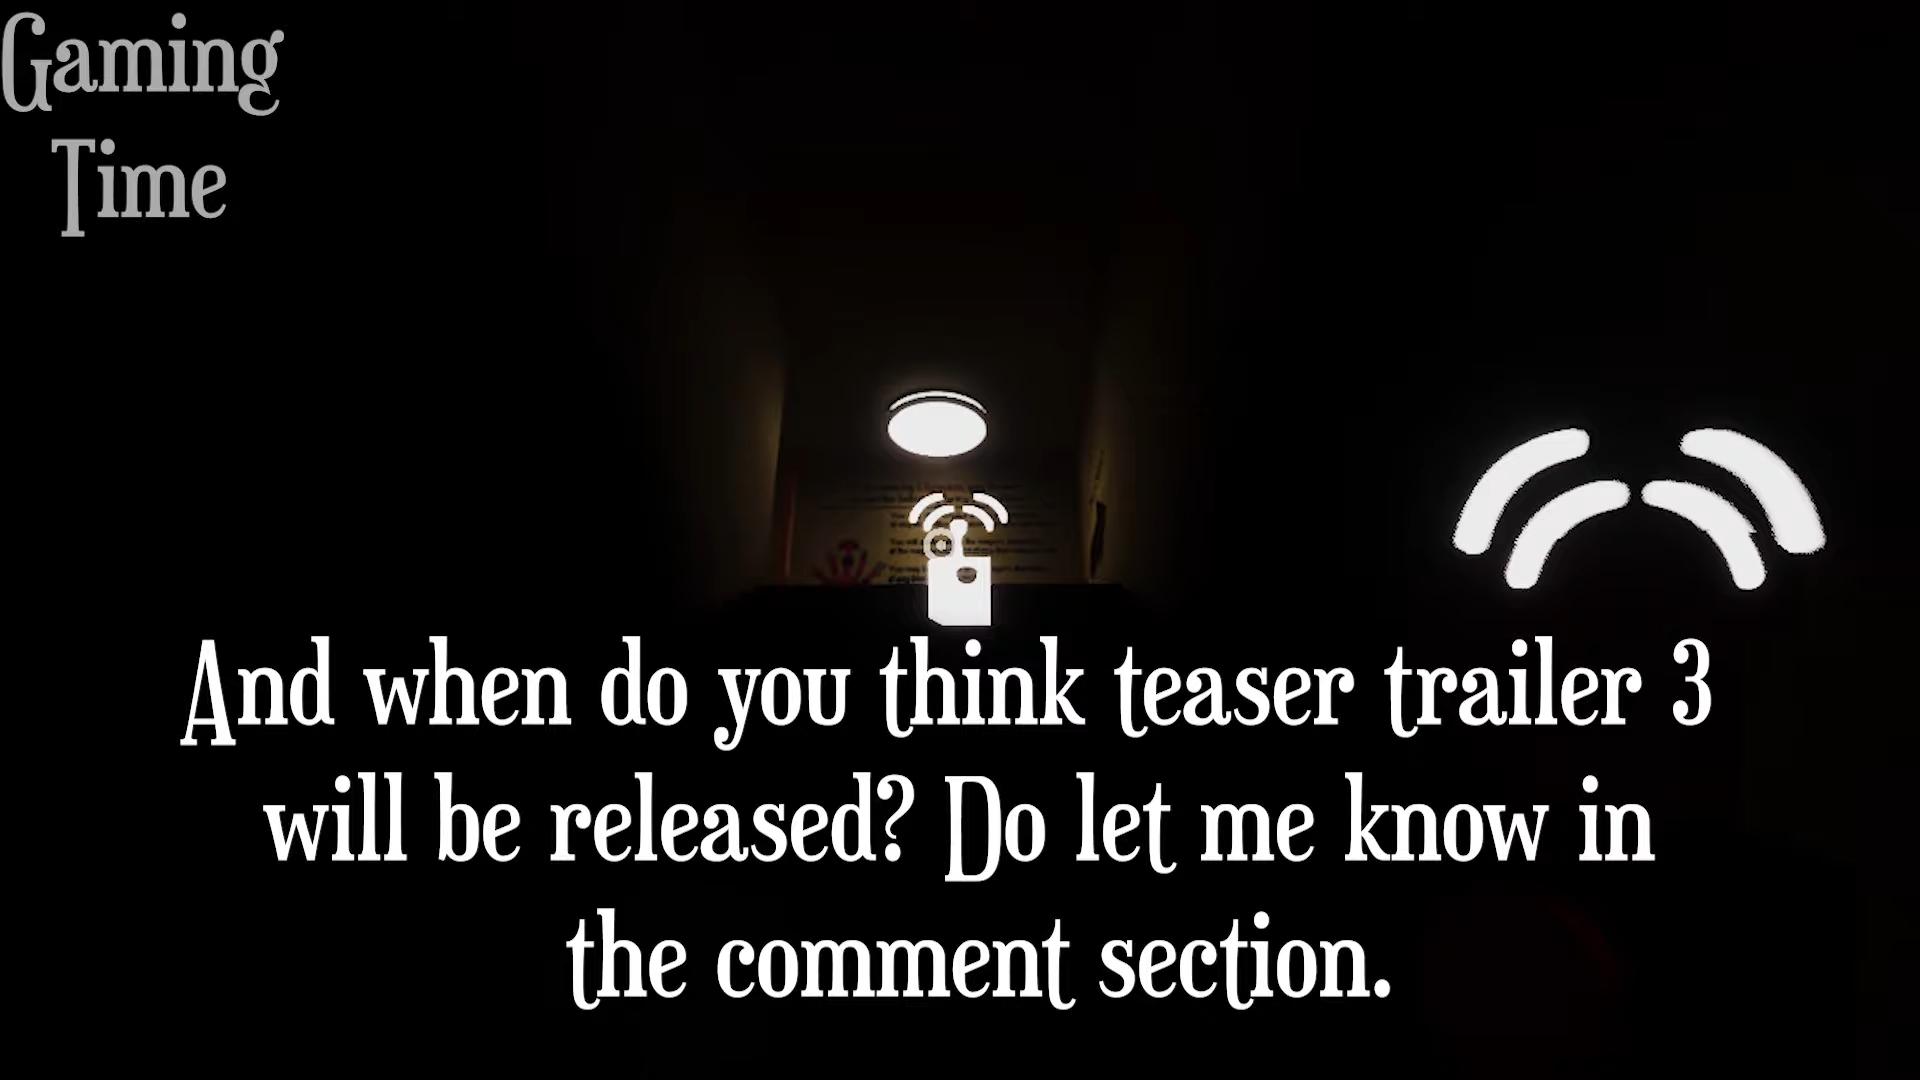 Gaming
Time
And when do you think teaser trailer 3
will be released? Do let me know in
the comment section.